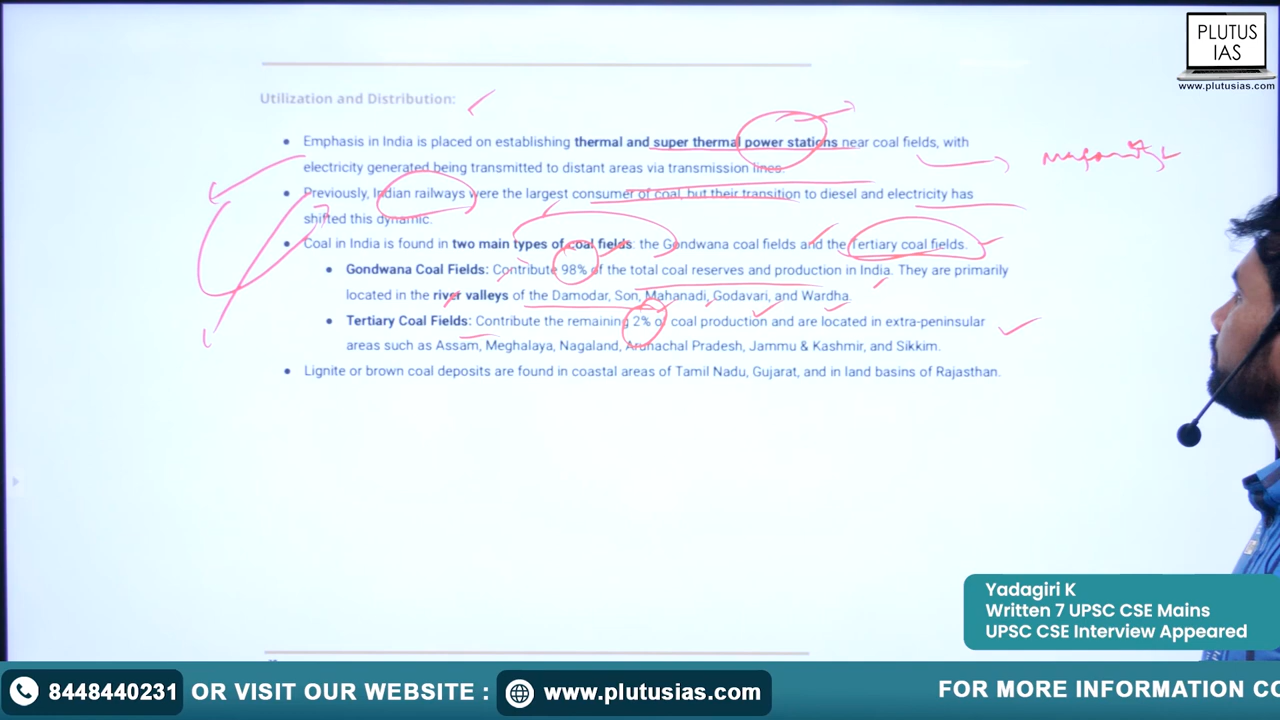 PLUTUS
IAS
www.plutusias.com
Utilization and Distribution:
• Emphasis in India is placed on establishing thermal and super thermal power stations near coal fields, with
electricity generated being transmitted to distant areas via transmission lines.
• Previously, Indian railways were the largest consumer of coal, but their transition to diesel and electricity has
shifted this dynamic.
• Coal in India is found in two main types of coal fields: the Gondwana coal fields and the Tertiary coal fields.
• Gondwana Coal Fields: Contribute 98% of the total coal reserves and production in India. They are primarily
located in the river valleys of the Damodar, Son, Mahanadi, Godavari, and Wardha.
• Tertiary Coal Fields: Contribute the remaining 2% of coal production and are located in extra-peninsular
areas such as Assam, Meghalaya, Nagaland, Arunachal Pradesh, Jammu & Kashmir, and Sikkim.
• Lignite or brown coal deposits are found in coastal areas of Tamil Nadu, Gujarat, and in land basins of Rajasthan.
Yadagiri K
Written 7 UPSC CSE Mains
UPSC CSE Interview Appeared
8448440231 OR VISIT OUR WEBSITE : www.plutusias.com FOR MORE INFORMATION CO